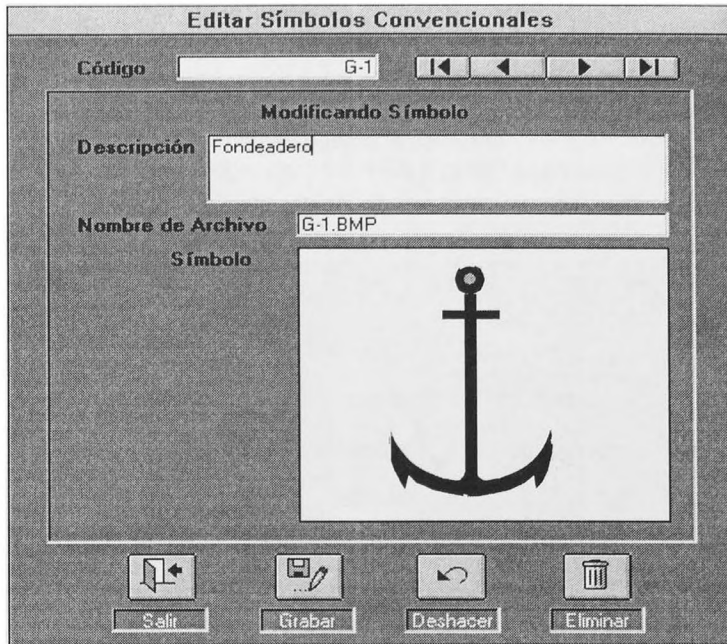 Editar Símbolos Convencionales
Código G-1
Modificando Símbolo
Descripción Fondeadero
Nombre de Archivo G-1.BMP
Símbolo
Salir Grabar Deshacer Eliminar